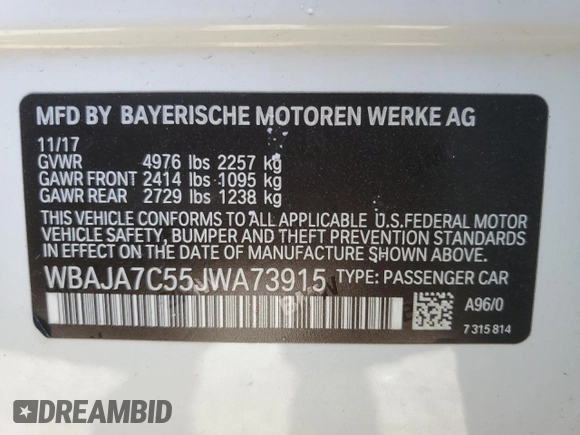 MFD BY BAYERISCHE MOTOREN WERKE AG
11/17
GVWR 4976 lbs 2257 kg
GAWR FRONT 2414 lbs 1095 kg
GAWR REAR 2729 lbs 1238 kg
THIS VEHICLE CONFORMS TO ALL APPLICABLE U.S.FEDERAL MOTOR
VEHICLE SAFETY, BUMPER, AND THEFT PREVENTION STANDARDS
IN EFFECT ON THE DATE OF MANUFACTURE SHOWN ABOVE.
WBAJA7C55JWA73915 TYPE: PASSENGER CAR
A96/0
7 315 814
DREAMBID